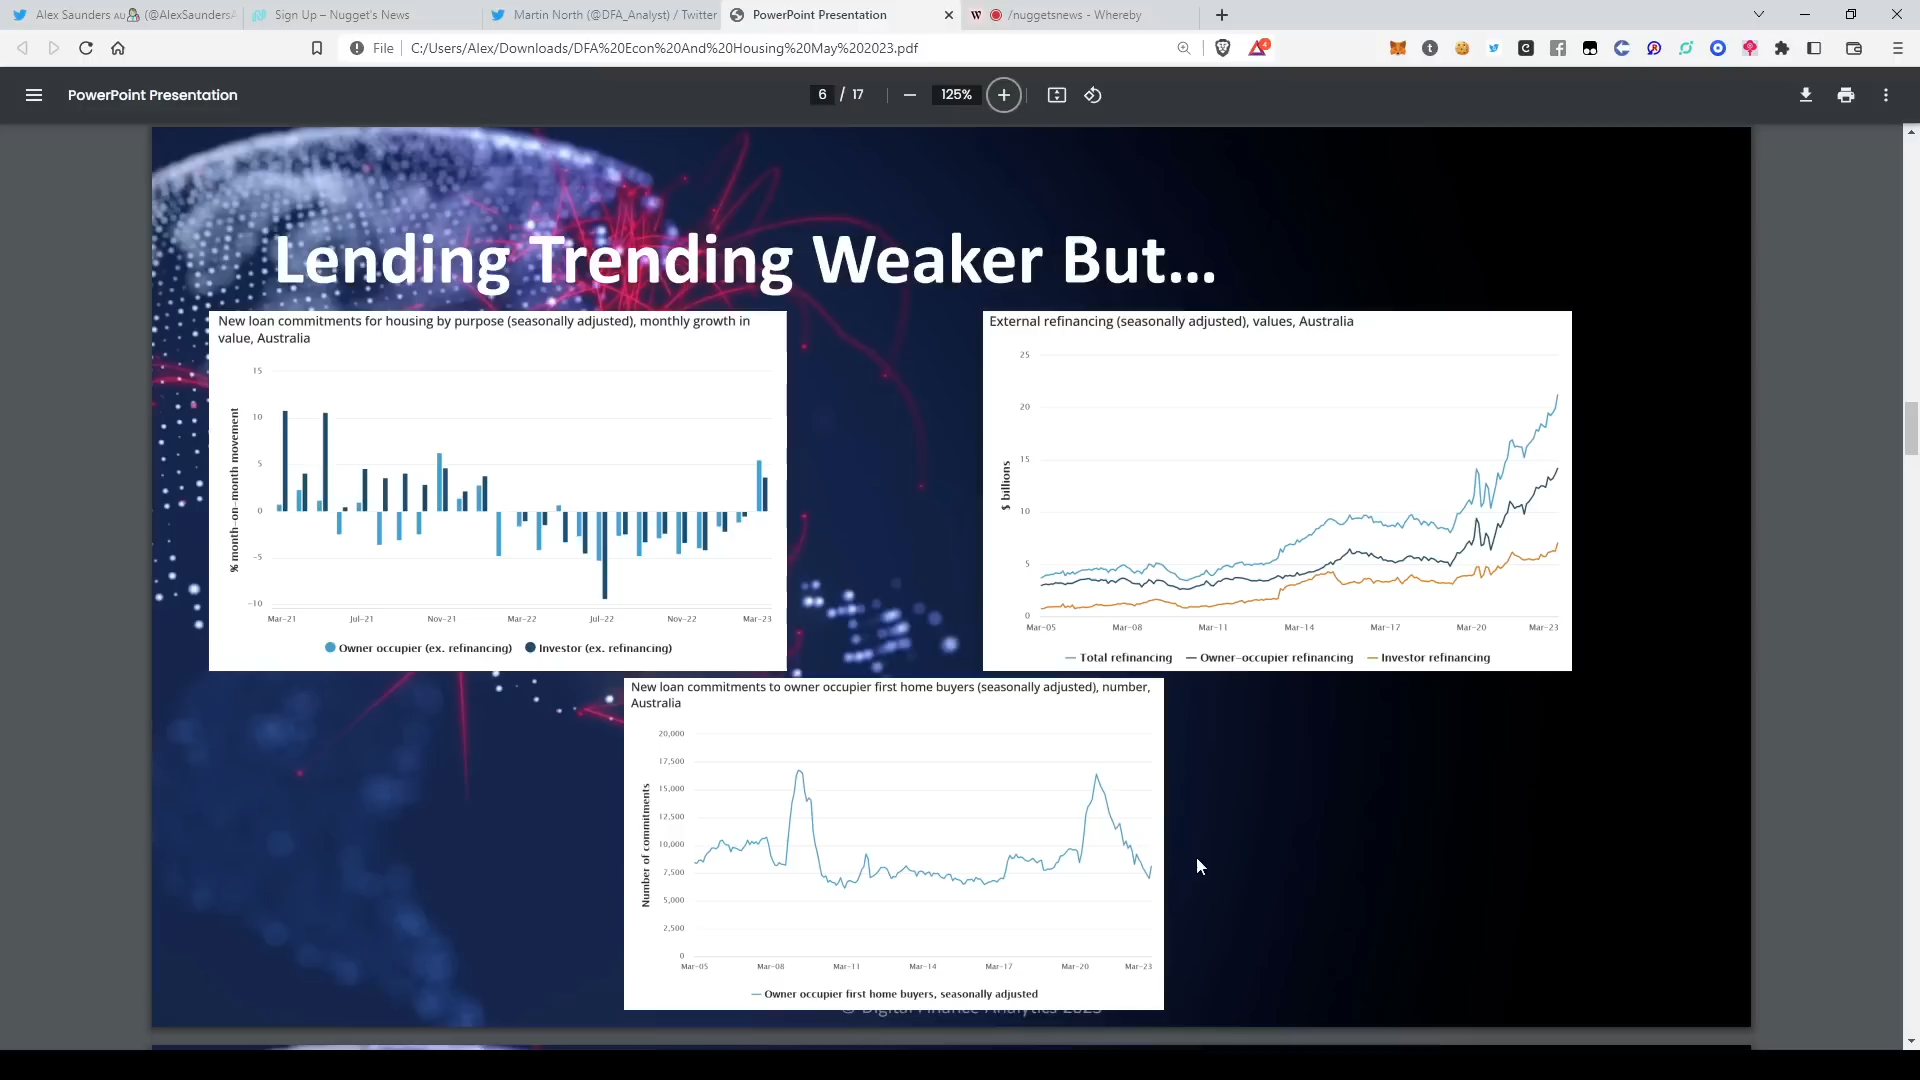 Alex Saunders AU (@AlexSaundersA
Sign Up – Nugget's News
Martin North (@DFA_Analyst) / Twitter
PowerPoint Presentation
/nuggetsnews - Whereby
File
C:/Users/Alex/Downloads/DFA%20Econ%20And%20Housing%20May%202023.pdf
PowerPoint Presentation
6 / 17
125%
Lending Trending Weaker But...
New loan commitments for housing by purpose (seasonally adjusted), monthly growth in
value, Australia
% month-on-month movement
15
10
5
0
-5
-10
Mar-21 Jul-21 Nov-21 Mar-22 Jul-22 Nov-22 Mar-23
Owner occupier (ex. refinancing) Investor (ex. refinancing)
External refinancing (seasonally adjusted), values, Australia
$ billions
25
20
15
10
5
0
Mar-05 Mar-08 Mar-11 Mar-14 Mar-17 Mar-20 Mar-23
Total refinancing Owner-occupier refinancing Investor refinancing
New loan commitments to owner occupier first home buyers (seasonally adjusted), number,
Australia
Number of commitments
20,000
17,500
15,000
12,500
10,000
7,500
5,000
2,500
0
Mar-05 Mar-08 Mar-11 Mar-14 Mar-17 Mar-20 Mar-23
Owner occupier first home buyers, seasonally adjusted
© Digital Finance Analytics 2023